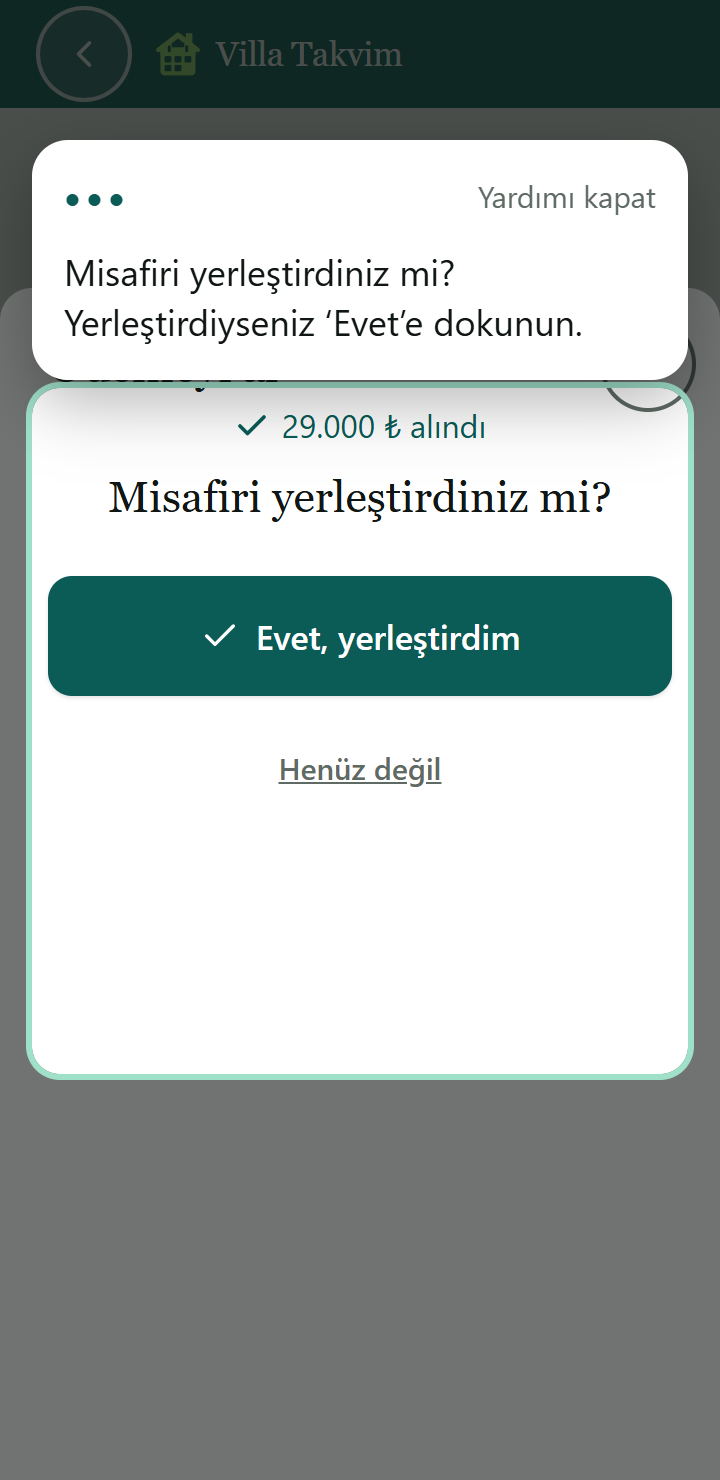 Villa Takvim
Yardımı kapat
Misafiri yerleştirdiniz mi?
Yerleştirdiyseniz ‘Evet’e dokunun.
29.000 ₺ alındı
Misafiri yerleştirdiniz mi?
Evet, yerleştirdim
Henüz değil